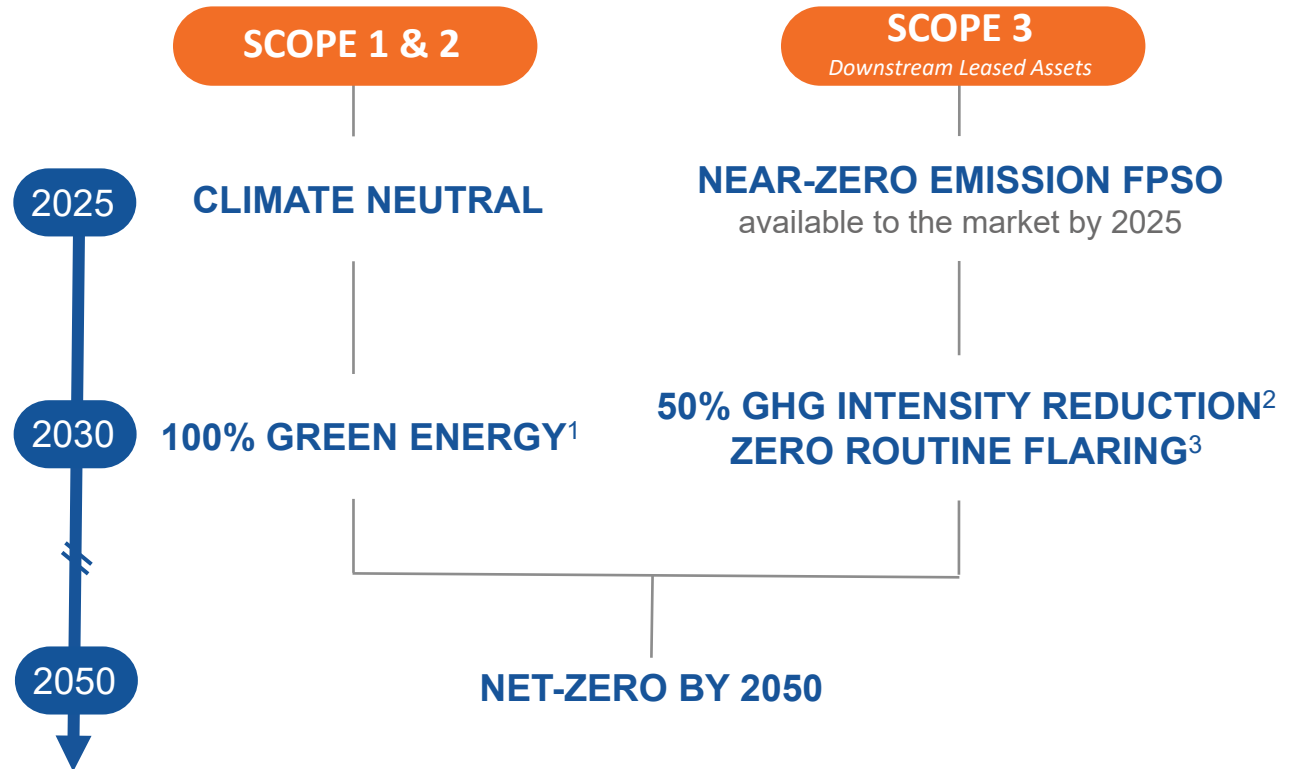 SCOPE 1 & 2
SCOPE 3
Downstream Leased Assets
2025
CLIMATE NEUTRAL
NEAR-ZERO EMISSION FPSO
available to the market by 2025
2030
100% GREEN ENERGY¹
50% GHG INTENSITY REDUCTION²
ZERO ROUTINE FLARING³
2050
NET-ZERO BY 2050